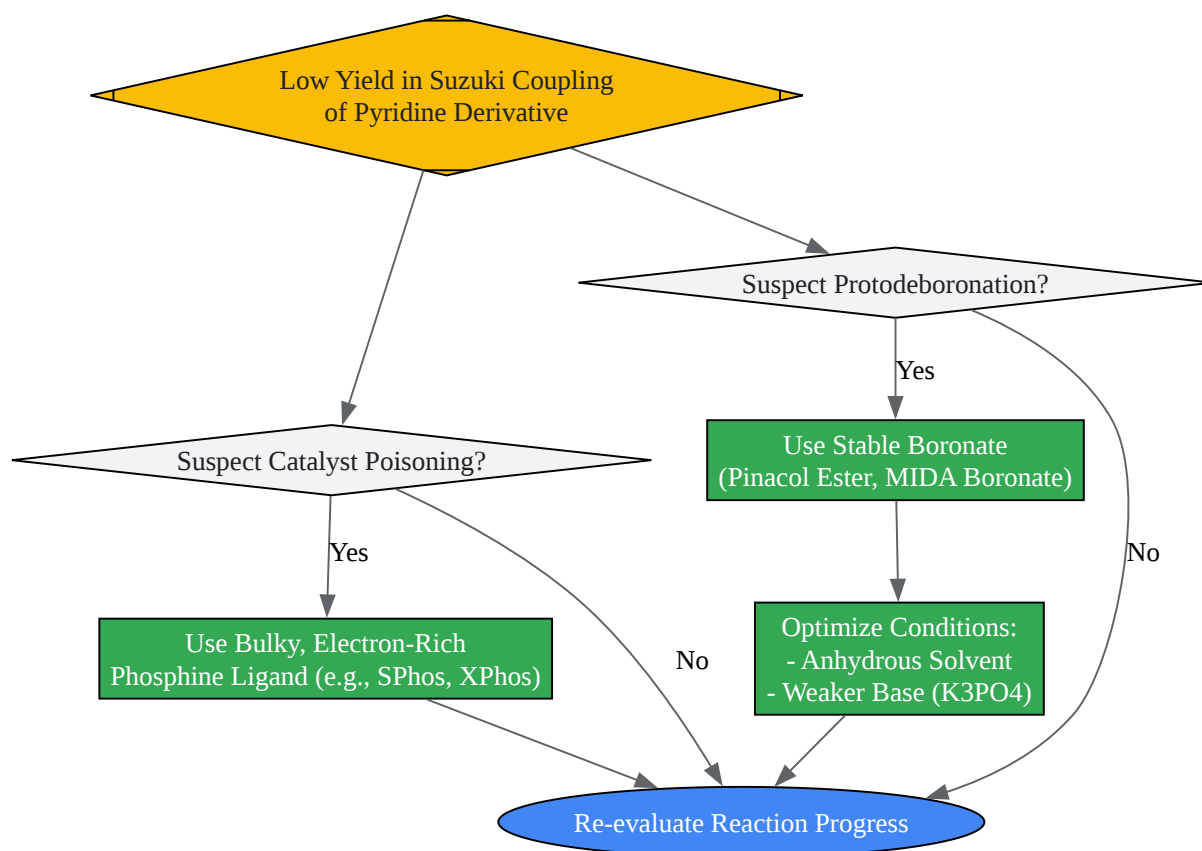 Low Yield in Suzuki Coupling
of Pyridine Derivative
Suspect Protodeboronation?
Yes
Use Stable Boronate
(Pinacol Ester, MIDA Boronate)
Suspect Catalyst Poisoning?
Yes
No
Use Bulky, Electron-Rich
Phosphine Ligand (e.g., SPhos, XPhos)
No
Optimize Conditions:
- Anhydrous Solvent
- Weaker Base (K3PO4)
Re-evaluate Reaction Progress